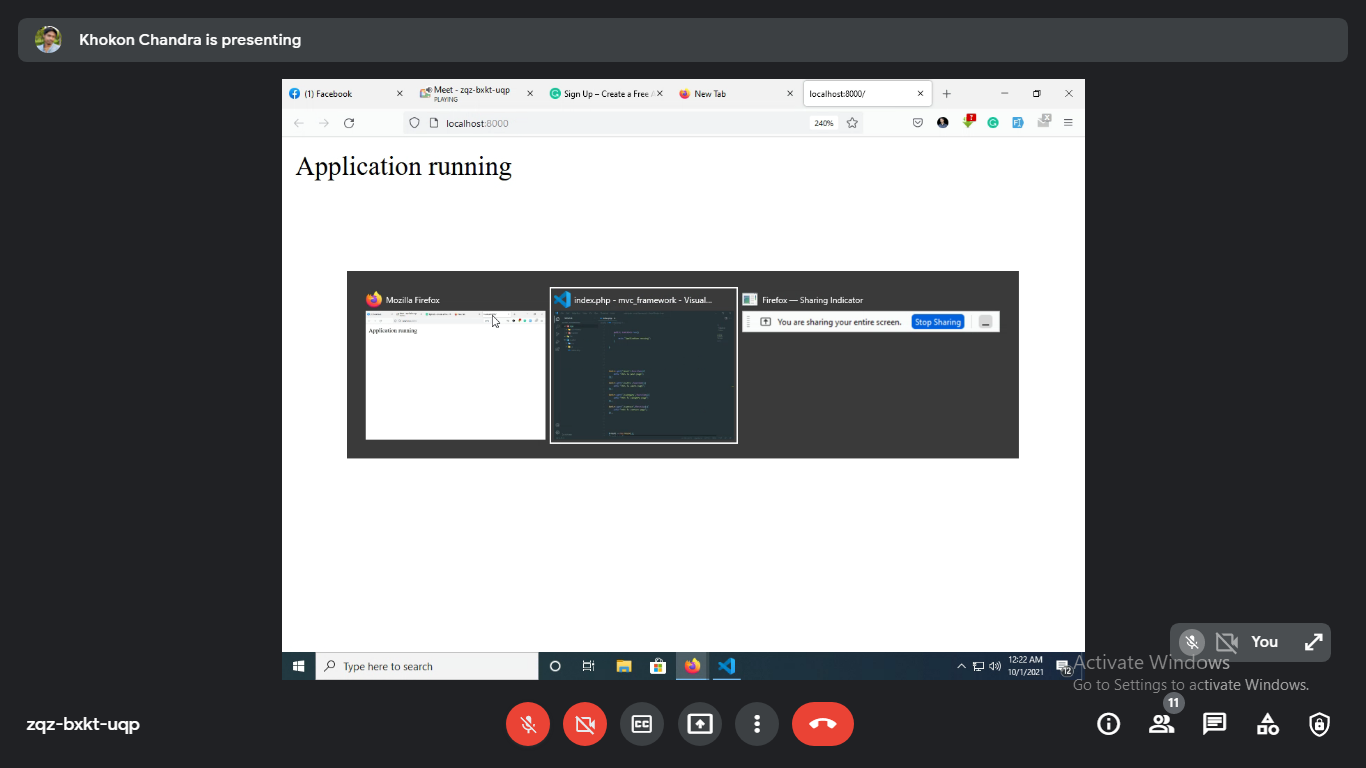 Khokon Chandra is presenting
(1) Facebook
Meet - zqz-bxkt-uqp
PLAYING
Sign Up – Create a Free A
New Tab
localhost:8000/
localhost:8000
240%
7
Application running
Mozilla Firefox
index.php - mvc_framework - Visual...
Firefox — Sharing Indicator
Application running
You are sharing your entire screen.
Stop Sharing
Type here to search
12:22 AM
10/1/2021
12
You
Activate Windows
Go to Settings to activate Windows.
zqz-bxkt-uqp
CC
11